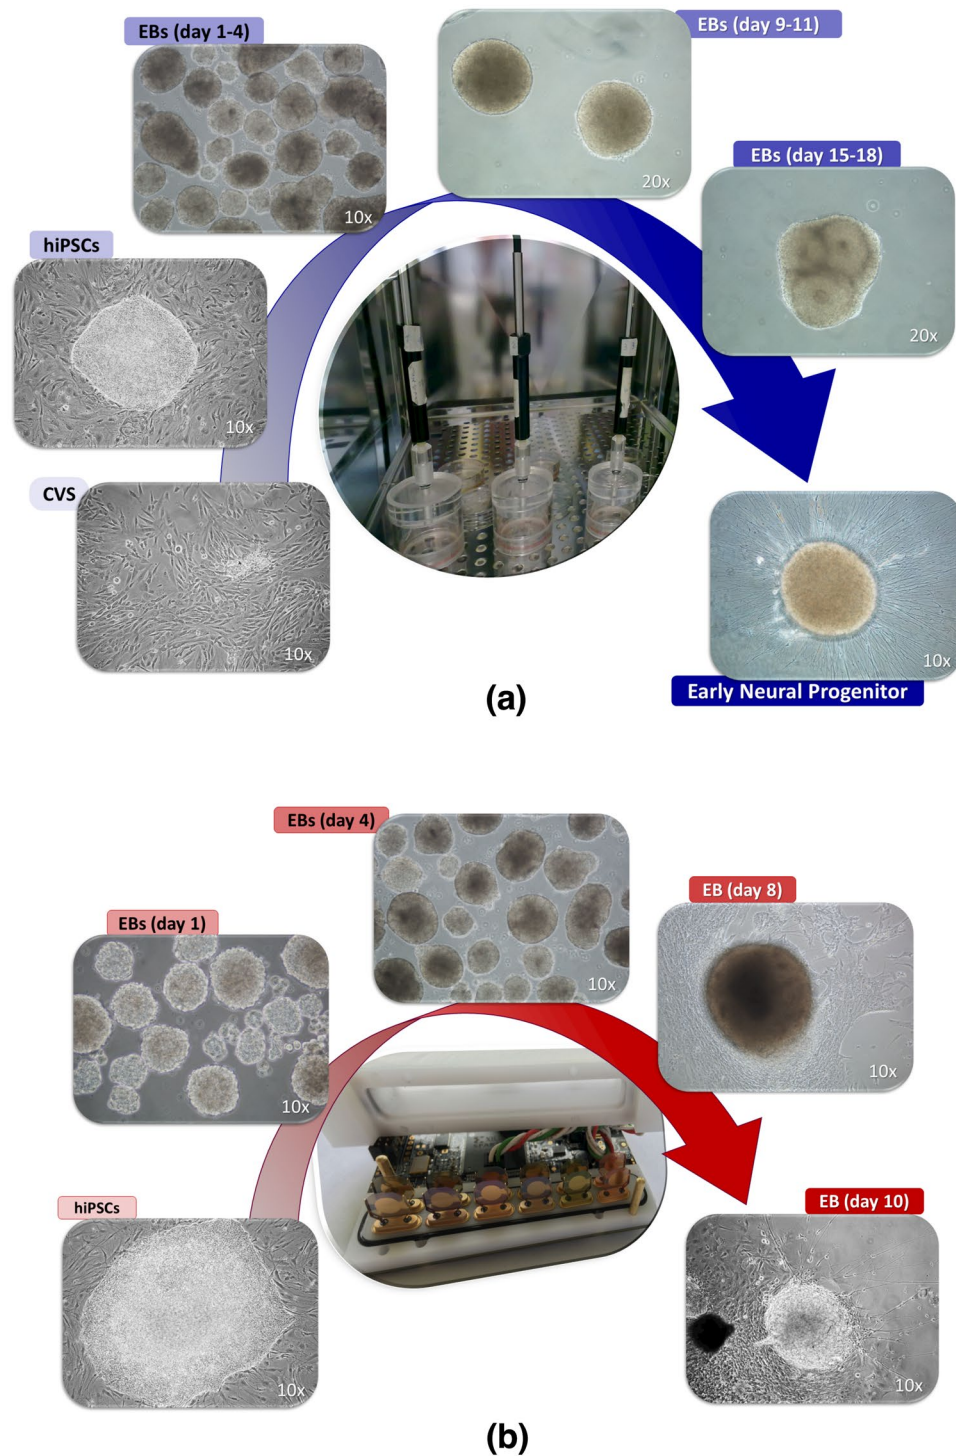 EBs (day 1-4)
10x
EBs (day 9-11)
20x
EBs (day 15-18)
20x
hiPSCs
10x
CVS
10x
10x
Early Neural Progenitor
(a)
EBs (day 4)
10x
EBs (day 1)
10x
EB (day 8)
10x
hiPSCs
10x
EB (day 10)
10x
(b)